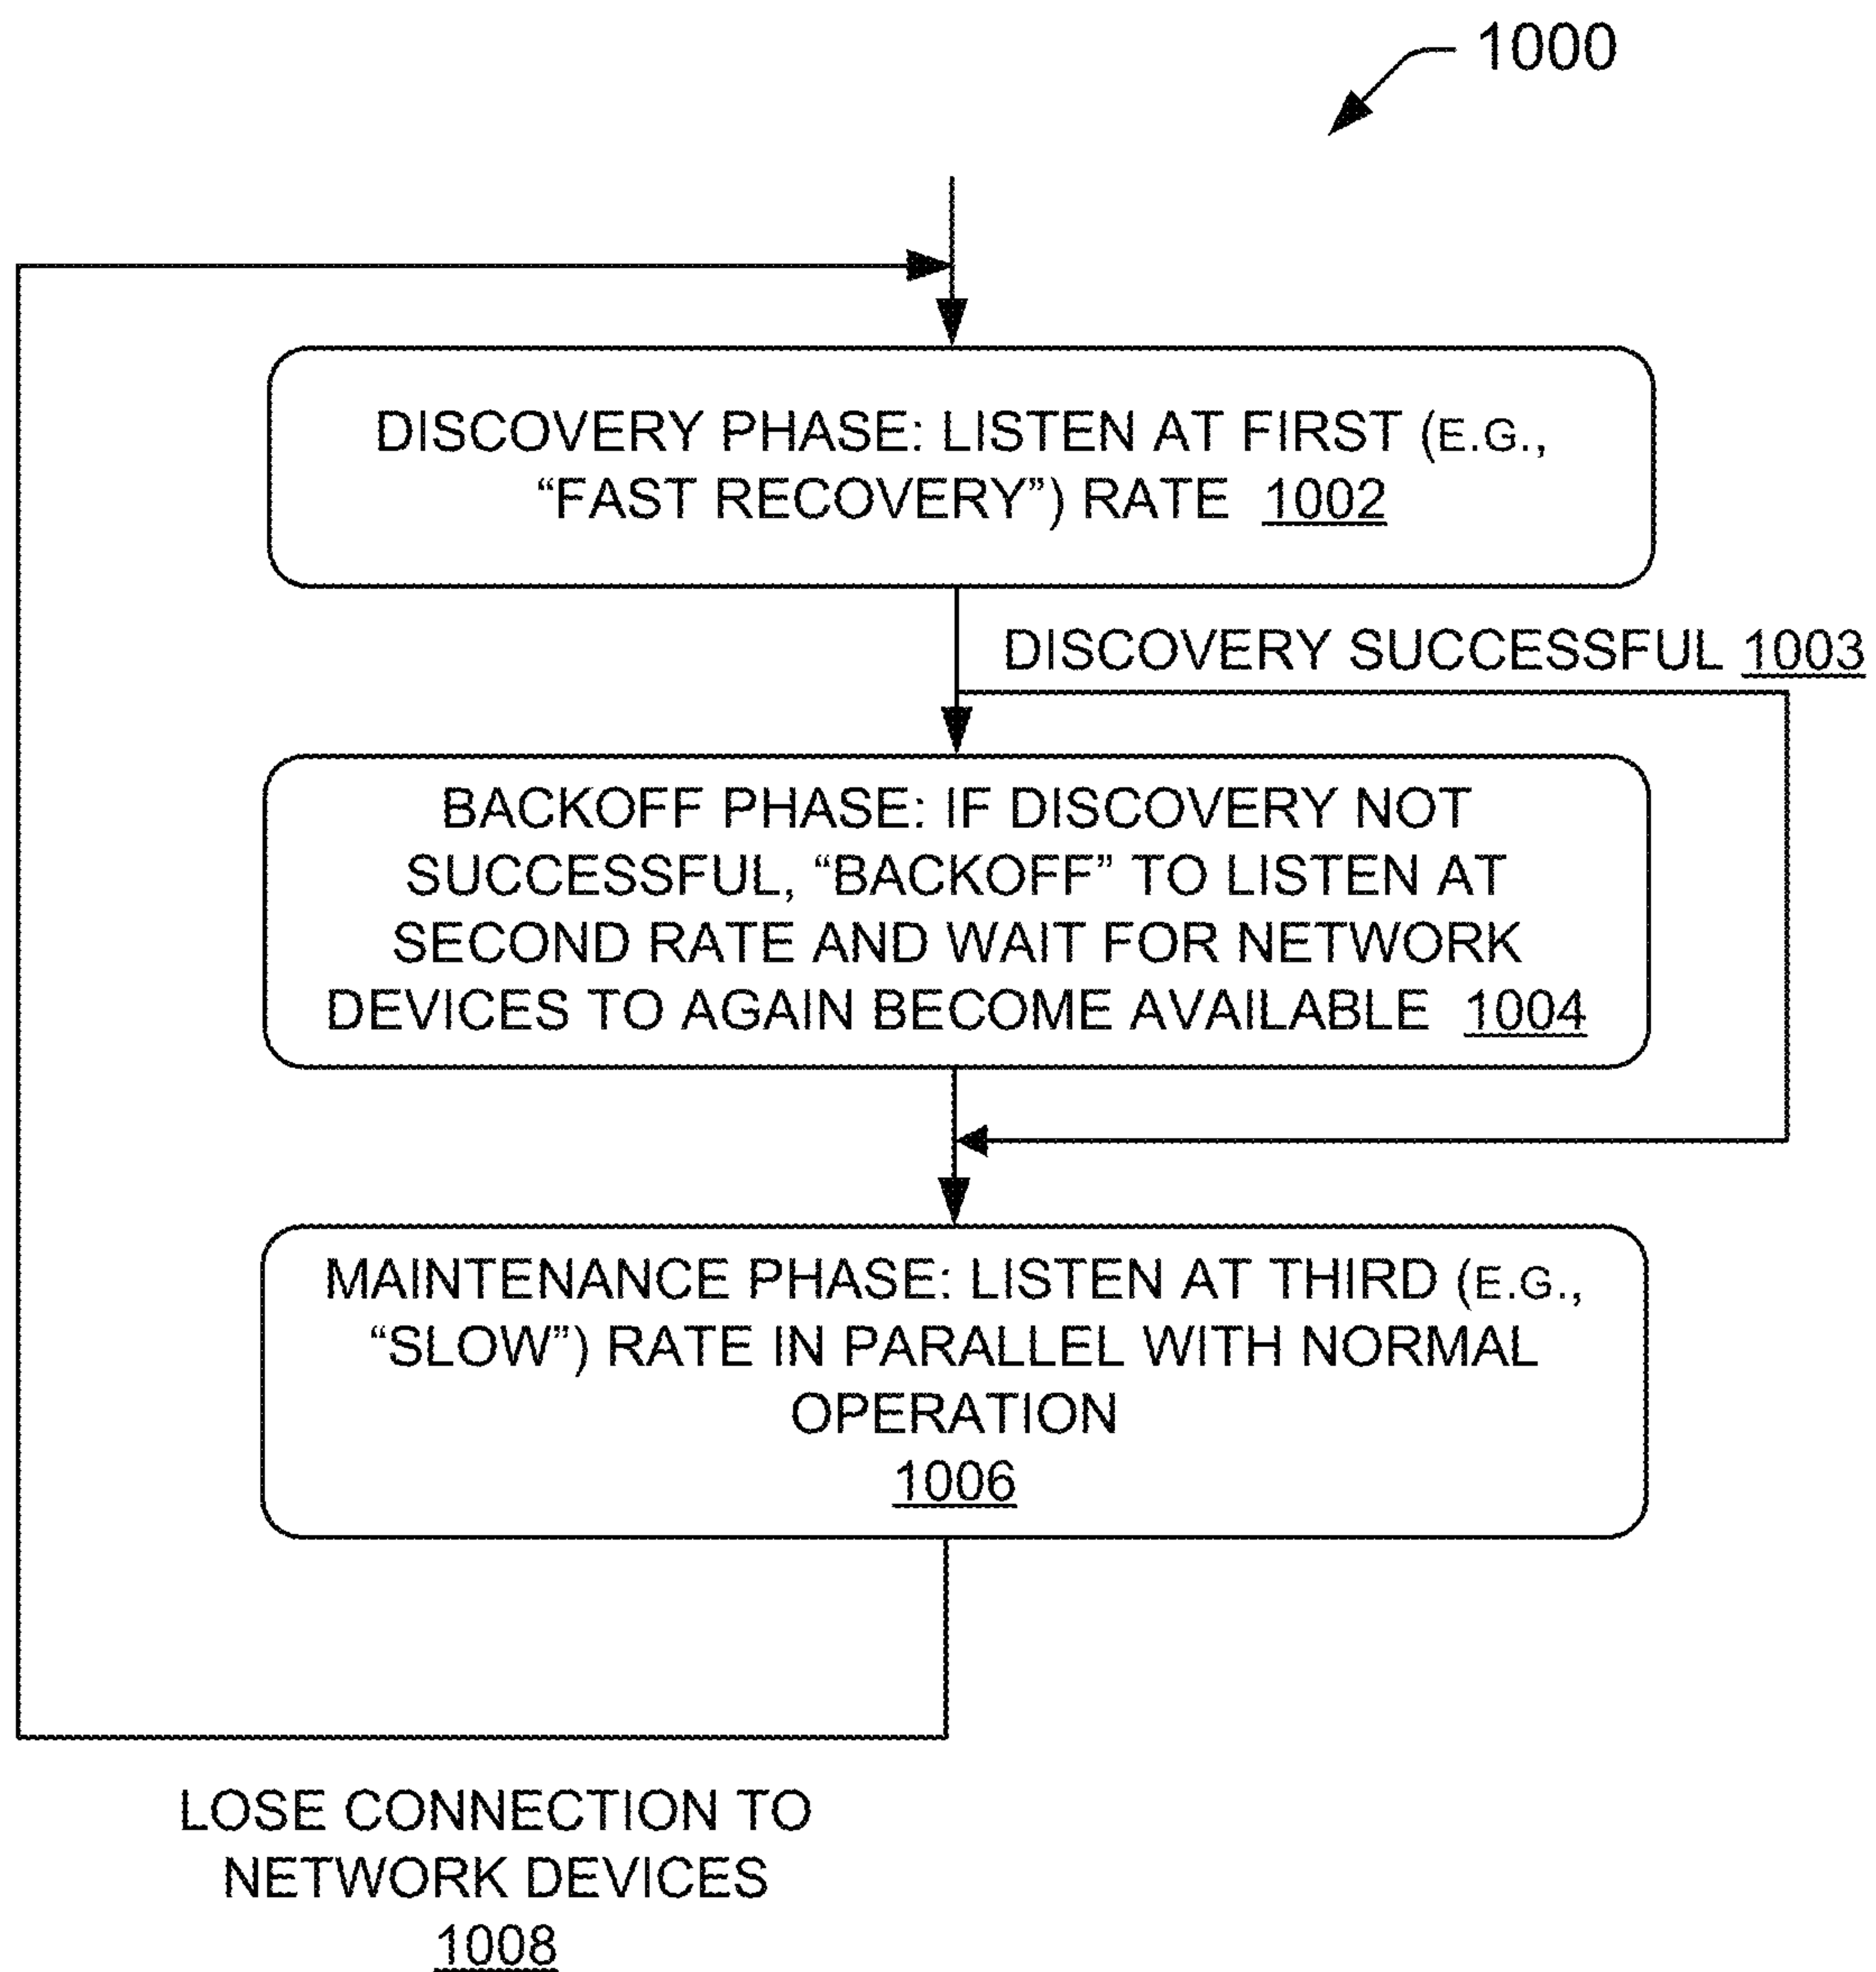 1000
DISCOVERY PHASE: LISTEN AT FIRST (E.G.,
“FAST RECOVERY”) RATE 1002
DISCOVERY SUCCESSFUL 1003
BACKOFF PHASE: IF DISCOVERY NOT
SUCCESSFUL, “BACKOFF” TO LISTEN AT
SECOND RATE AND WAIT FOR NETWORK
DEVICES TO AGAIN BECOME AVAILABLE 1004
MAINTENANCE PHASE: LISTEN AT THIRD (E.G.,
“SLOW”) RATE IN PARALLEL WITH NORMAL
OPERATION
1006
LOSE CONNECTION TO
NETWORK DEVICES
1008